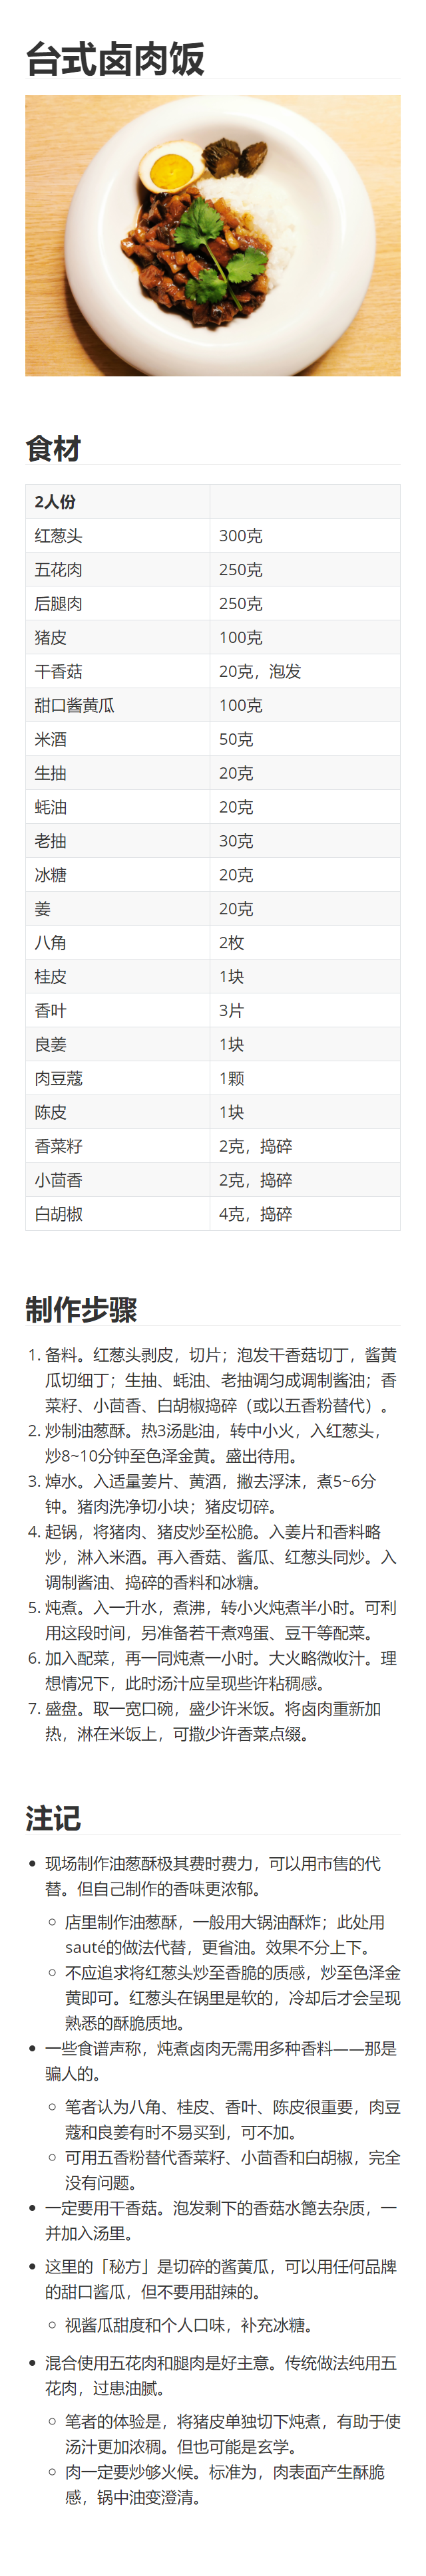 台式卤肉饭
食材
2人份
红葱头 300克
五花肉 250克
后腿肉 250克
猪皮 100克
干香菇 20克，泡发
甜口酱黄瓜 100克
米酒 50克
生抽 20克
蚝油 20克
老抽 30克
冰糖 20克
姜 20克
八角 2枚
桂皮 1块
香叶 3片
良姜 1块
肉豆蔻 1颗
陈皮 1块
香菜籽 2克，捣碎
小茴香 2克，捣碎
白胡椒 4克，捣碎
制作步骤
1. 备料。红葱头剥皮，切片；泡发干香菇切丁，酱黄
瓜切细丁；生抽、蚝油、老抽调匀成调制酱油；香
菜籽、小茴香、白胡椒捣碎（或以五香粉替代）。
2. 炒制油葱酥。热3汤匙油，转中小火，入红葱头，
炒8~10分钟至色泽金黄。盛出待用。
3. 焯水。入适量姜片、黄酒，撇去浮沫，煮5~6分
钟。猪肉洗净切小块；猪皮切碎。
4. 起锅，将猪肉、猪皮炒至松脆。入姜片和香料略
炒，淋入米酒。再入香菇、酱瓜、红葱头同炒。入
调制酱油、捣碎的香料和冰糖。
5. 炖煮。入一升水，煮沸，转小火炖煮半小时。可利
用这段时间，另准备若干煮鸡蛋、豆干等配菜。
6. 加入配菜，再一同炖煮一小时。大火略微收汁。理
想情况下，此时汤汁应呈现些许粘稠感。
7. 盛盘。取一宽口碗，盛少许米饭。将卤肉重新加
热，淋在米饭上，可撒少许香菜点缀。
注记
• 现场制作油葱酥极其费时费力，可以用市售的代
替。但自己制作的香味更浓郁。
◦ 店里制作油葱酥，一般用大锅油酥炸；此处用
sauté的做法代替，更省油。效果不分上下。
◦ 不应追求将红葱头炒至香脆的质感，炒至色泽金
黄即可。红葱头在锅里是软的，冷却后才会呈现
熟悉的酥脆质地。
• 一些食谱声称，炖煮卤肉无需用多种香料——那是
骗人的。
◦ 笔者认为八角、桂皮、香叶、陈皮很重要，肉豆
蔻和良姜有时不易买到，可不加。
◦ 可用五香粉替代香菜籽、小茴香和白胡椒，完全
没有问题。
• 一定要用干香菇。泡发剩下的香菇水篦去杂质，一
并加入汤里。
• 这里的「秘方」是切碎的酱黄瓜，可以用任何品牌
的甜口酱瓜，但不要用甜辣的。
◦ 视酱瓜甜度和个人口味，补充冰糖。
• 混合使用五花肉和腿肉是好主意。传统做法纯用五
花肉，过患油腻。
◦ 笔者的体验是，将猪皮单独切下炖煮，有助于使
汤汁更加浓稠。但也可能是玄学。
◦ 肉一定要炒够火候。标准为，肉表面产生酥脆
感，锅中油变澄清。